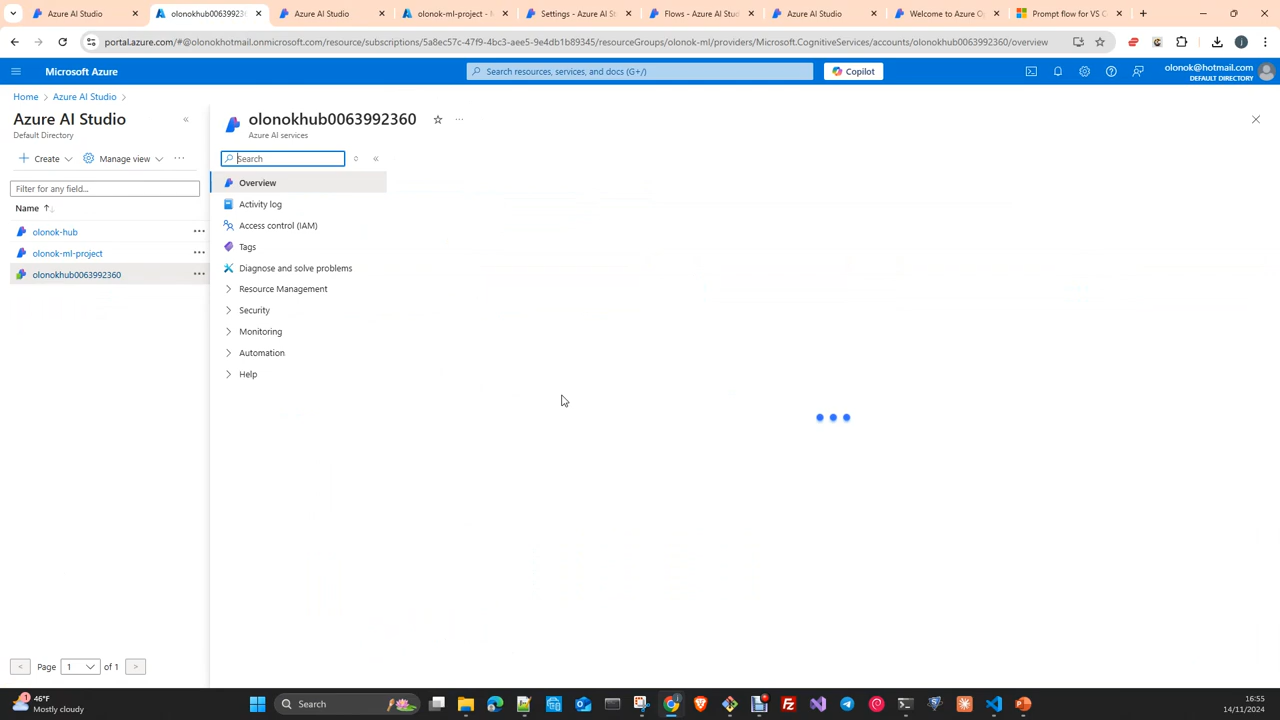 Azure AI Studio
olonokhub006399236
Azure AI Studio
olonok-ml-project - M
Settings - Azure AI St
Flows - Azure AI Stud
Azure AI Studio
Welcome to Azure Op
Prompt flow for VS C
portal.azure.com/#@olonokhotmail.onmicrosoft.com/resource/subscriptions/5a8ec57c-47f9-4bc3-aee5-9e4db1b89345/resourceGroups/olonok-ml/providers/Microsoft.CognitiveServices/accounts/olonokhub0063992360/overview
Microsoft Azure
Search resources, services, and docs (G+/)
Copilot
olonok@hotmail.com
DEFAULT DIRECTORY
Home > Azure AI Studio >
Azure AI Studio
Default Directory
Create
Manage view
Filter for any field...
Name
olonok-hub
olonok-ml-project
olonokhub0063992360
Page 1 of 1
olonokhub0063992360
Azure AI services
Search
Overview
Activity log
Access control (IAM)
Tags
Diagnose and solve problems
Resource Management
Security
Monitoring
Automation
Help
46°F
Mostly cloudy
Search
16:55
14/11/2024